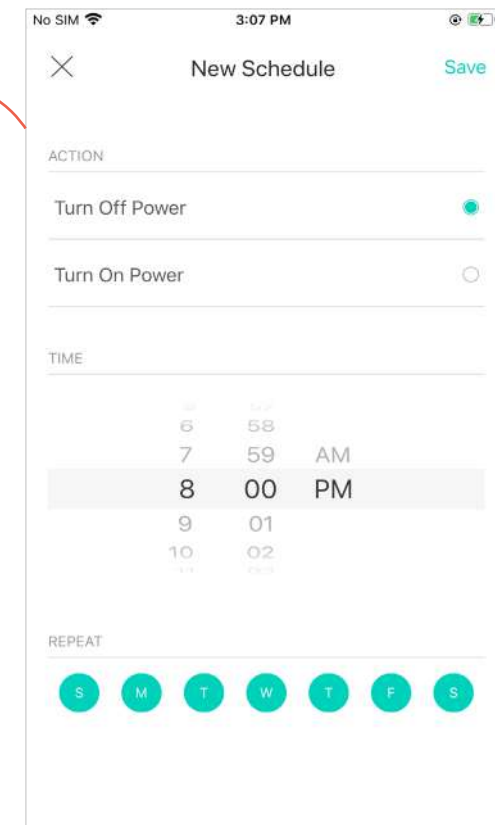 No SIM 3:07 PM
New Schedule Save
ACTION
Turn Off Power
Turn On Power
TIME
6 58
7 59 AM
8 00 PM
9 01
10 02
REPEAT
S M T W T F S